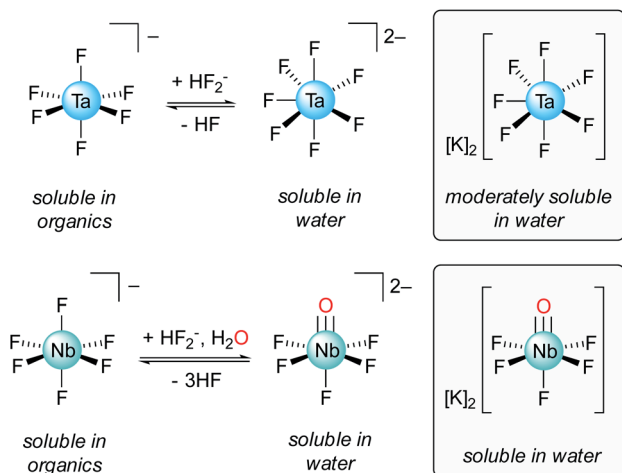 F
F F
Ta
F F
F
–
soluble in
organics
+ HF₂⁻
- HF
2–
F
F F
F Ta
F F
F
soluble in
water
F
F F
F Ta
F F
F
[K]₂
moderately soluble
in water
F
F F
Nb
F F
F
–
soluble in
organics
+ HF₂⁻, H₂O
- 3HF
2–
O
F F
Nb
F F
F
soluble in
water
O
F F
Nb
F F
F
[K]₂
soluble in water